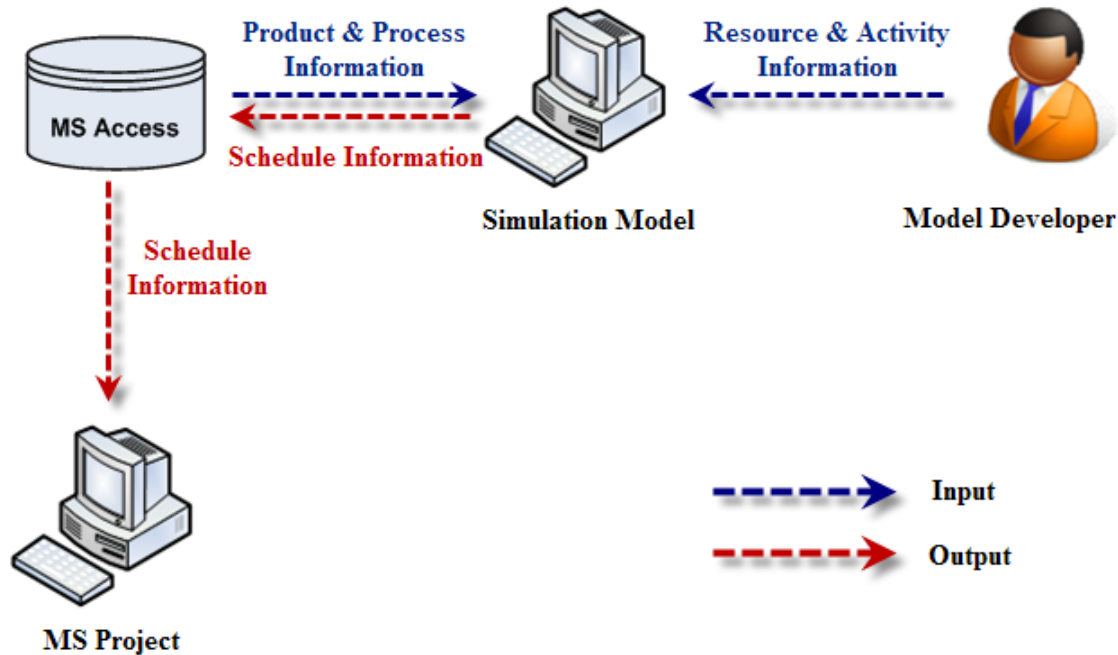 Product & Process
Information
Resource & Activity
Information
MS Access
Schedule Information
Simulation Model
Model Developer
Schedule
Information
Input
Output
MS Project